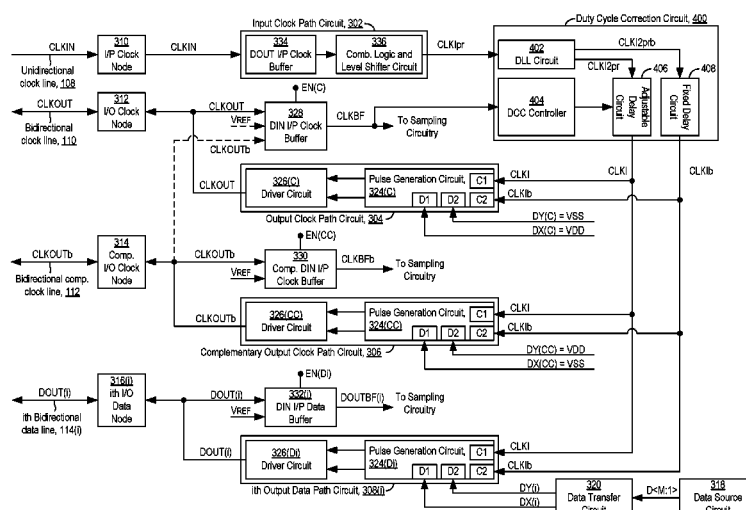 Input Clock Path Circuit, 302
Duty Cycle Correction Circuit, 400
CLKIN
310
I/P Clock
Node
CLKIN
334
DOUT I/P Clock
Buffer
336
Comb. Logic and
Level Shifter Circuit
CLKIpr
402
DLL Circuit
CLKI2prb
CLKI2pr
406
408
Unidirectional
clock line, 108
CLKOUT
312
I/O Clock
Node
Bidirectional
clock line, 110
CLKOUT
VREF
CLKOUTb
EN(C)
328
DIN I/P Clock
Buffer
CLKBF
To Sampling
Circuitry
404
DCC Controller
Adjustable
Delay
Circuit
Fixed Delay
Circuit
CLKI
CLKIb
CLKOUT
326(C)
Driver Circuit
Pulse Generation Circuit,
324(C)
C1
D1
D2
C2
CLKI
CLKIb
Output Clock Path Circuit, 304
DY(C) = VSS
DX(C) = VDD
CLKOUTb
314
Comp.
I/O Clock
Node
Bidirectional comp.
clock line, 112
CLKOUTb
VREF
EN(CC)
330
Comp. DIN I/P
Clock Buffer
CLKBFb
To Sampling
Circuitry
CLKOUTb
326(CC)
Driver Circuit
Pulse Generation Circuit,
324(CC)
C1
D1
D2
C2
CLKI
CLKIb
Complementary Output Clock Path Circuit, 306
DY(CC) = VDD
DX(CC) = VSS
DOUT(i)
316(i)
ith I/O
Data
Node
ith Bidirectional
data line, 114(i)
DOUT(i)
VREF
EN(Di)
332(i)
DIN I/P Data
Buffer
DOUTBF(i)
To Sampling
Circuitry
DOUT(i)
326(Di)
Driver Circuit
Pulse Generation Circuit,
324(Di)
C1
D1
D2
C2
CLKI
CLKIb
ith Output Data Path Circuit, 308(i)
DY(i)
DX(i)
320
Data Transfer
Circuit
D<M:1>
318
Data Source
Circuit